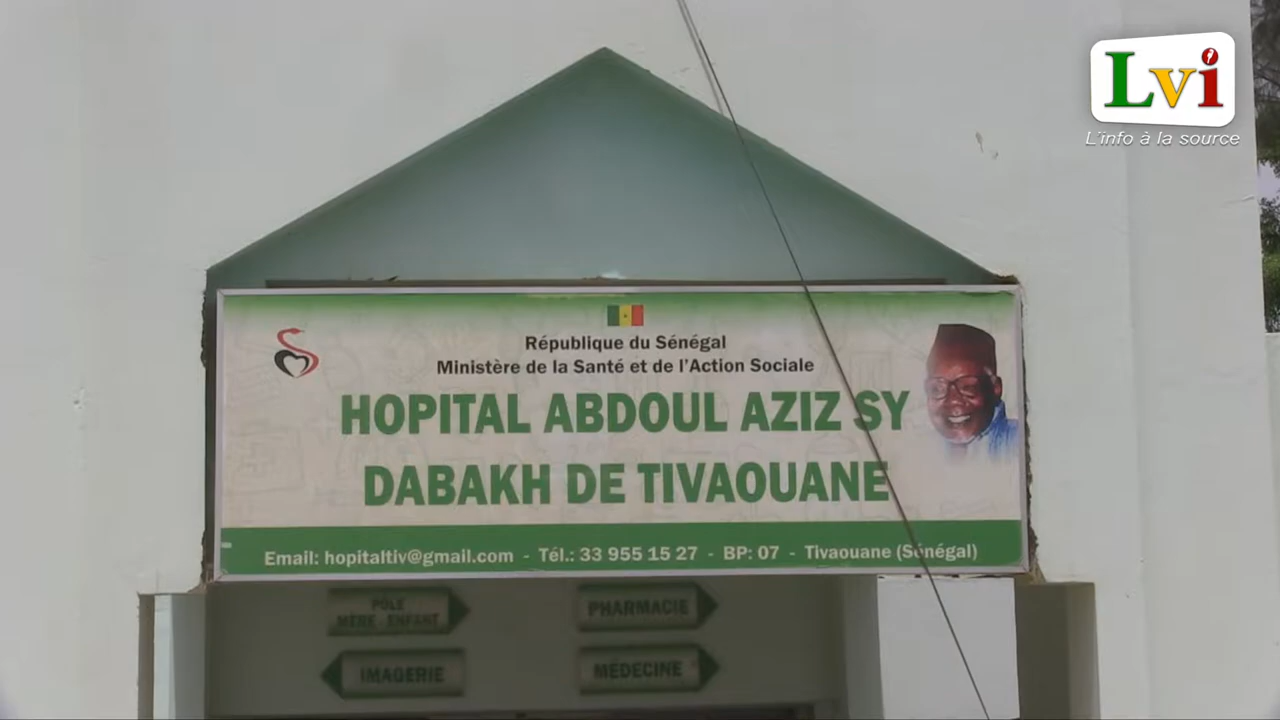 Lvi
L'info à la source
République du Sénégal
Ministère de la Santé et de l'Action Sociale
HOPITAL ABDOUL AZIZ SY
DABAKH DE TIVAOUANE
Email: hopitaltiv@gmail.com - Tél.: 33 955 15 27 - BP: 07 - Tivaouane (Sénégal)
PÔLE
MÈRE - ENFANT
PHARMACIE
IMAGERIE
MÉDECINE